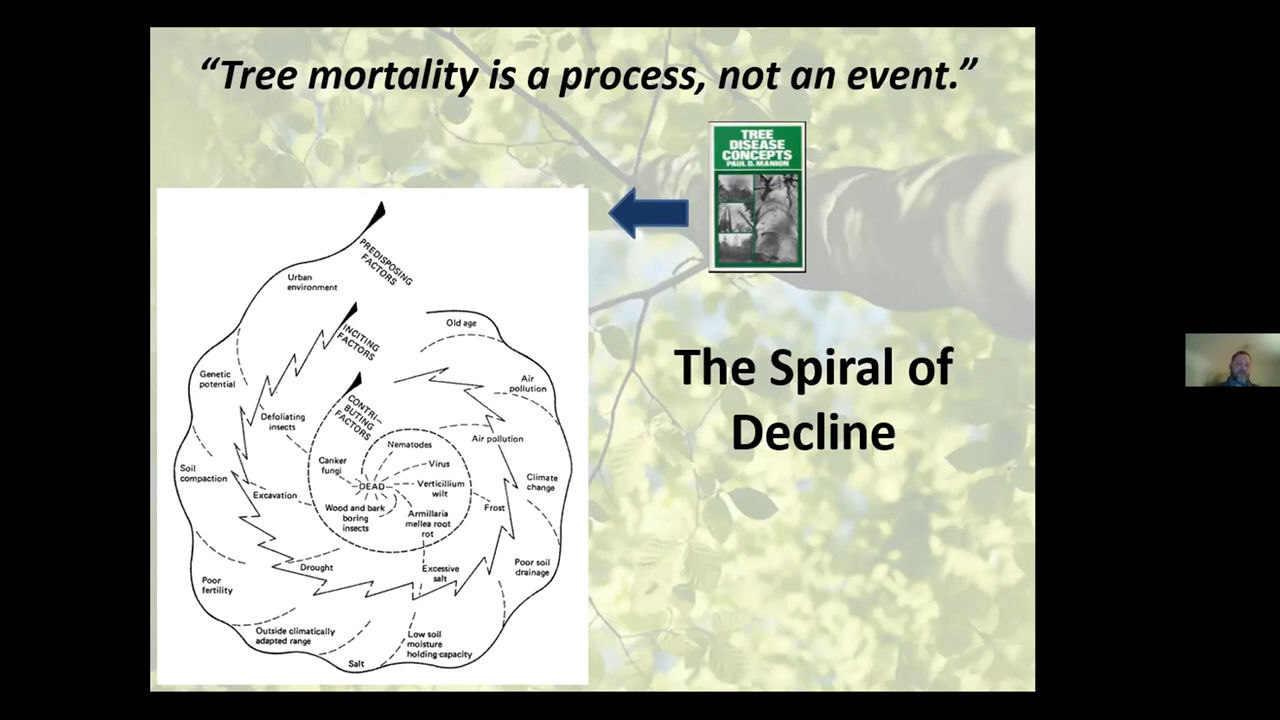 “Tree mortality is a process, not an event.”
TREE
DISEASE
CONCEPTS
PAUL D. MANION
The Spiral of
Decline
PREDISPOSING
FACTORS
Urban
environment
INCITING
FACTORS
Old age
Genetic
potential
Air
pollution
CONTRI-
BUTING
FACTORS
Defoliating
insects
Nematodes
Air pollution
Canker
fungi
Virus
Soil
compaction
DEAD
Verticillium
wilt
Climate
change
Excavation
Wood and bark
boring
insects
Armillaria
mellea root
rot
Frost
Drought
Excessive
salt
Poor soil
drainage
Poor
fertility
Outside climatically
adapted range
Low soil
moisture
holding capacity
Salt